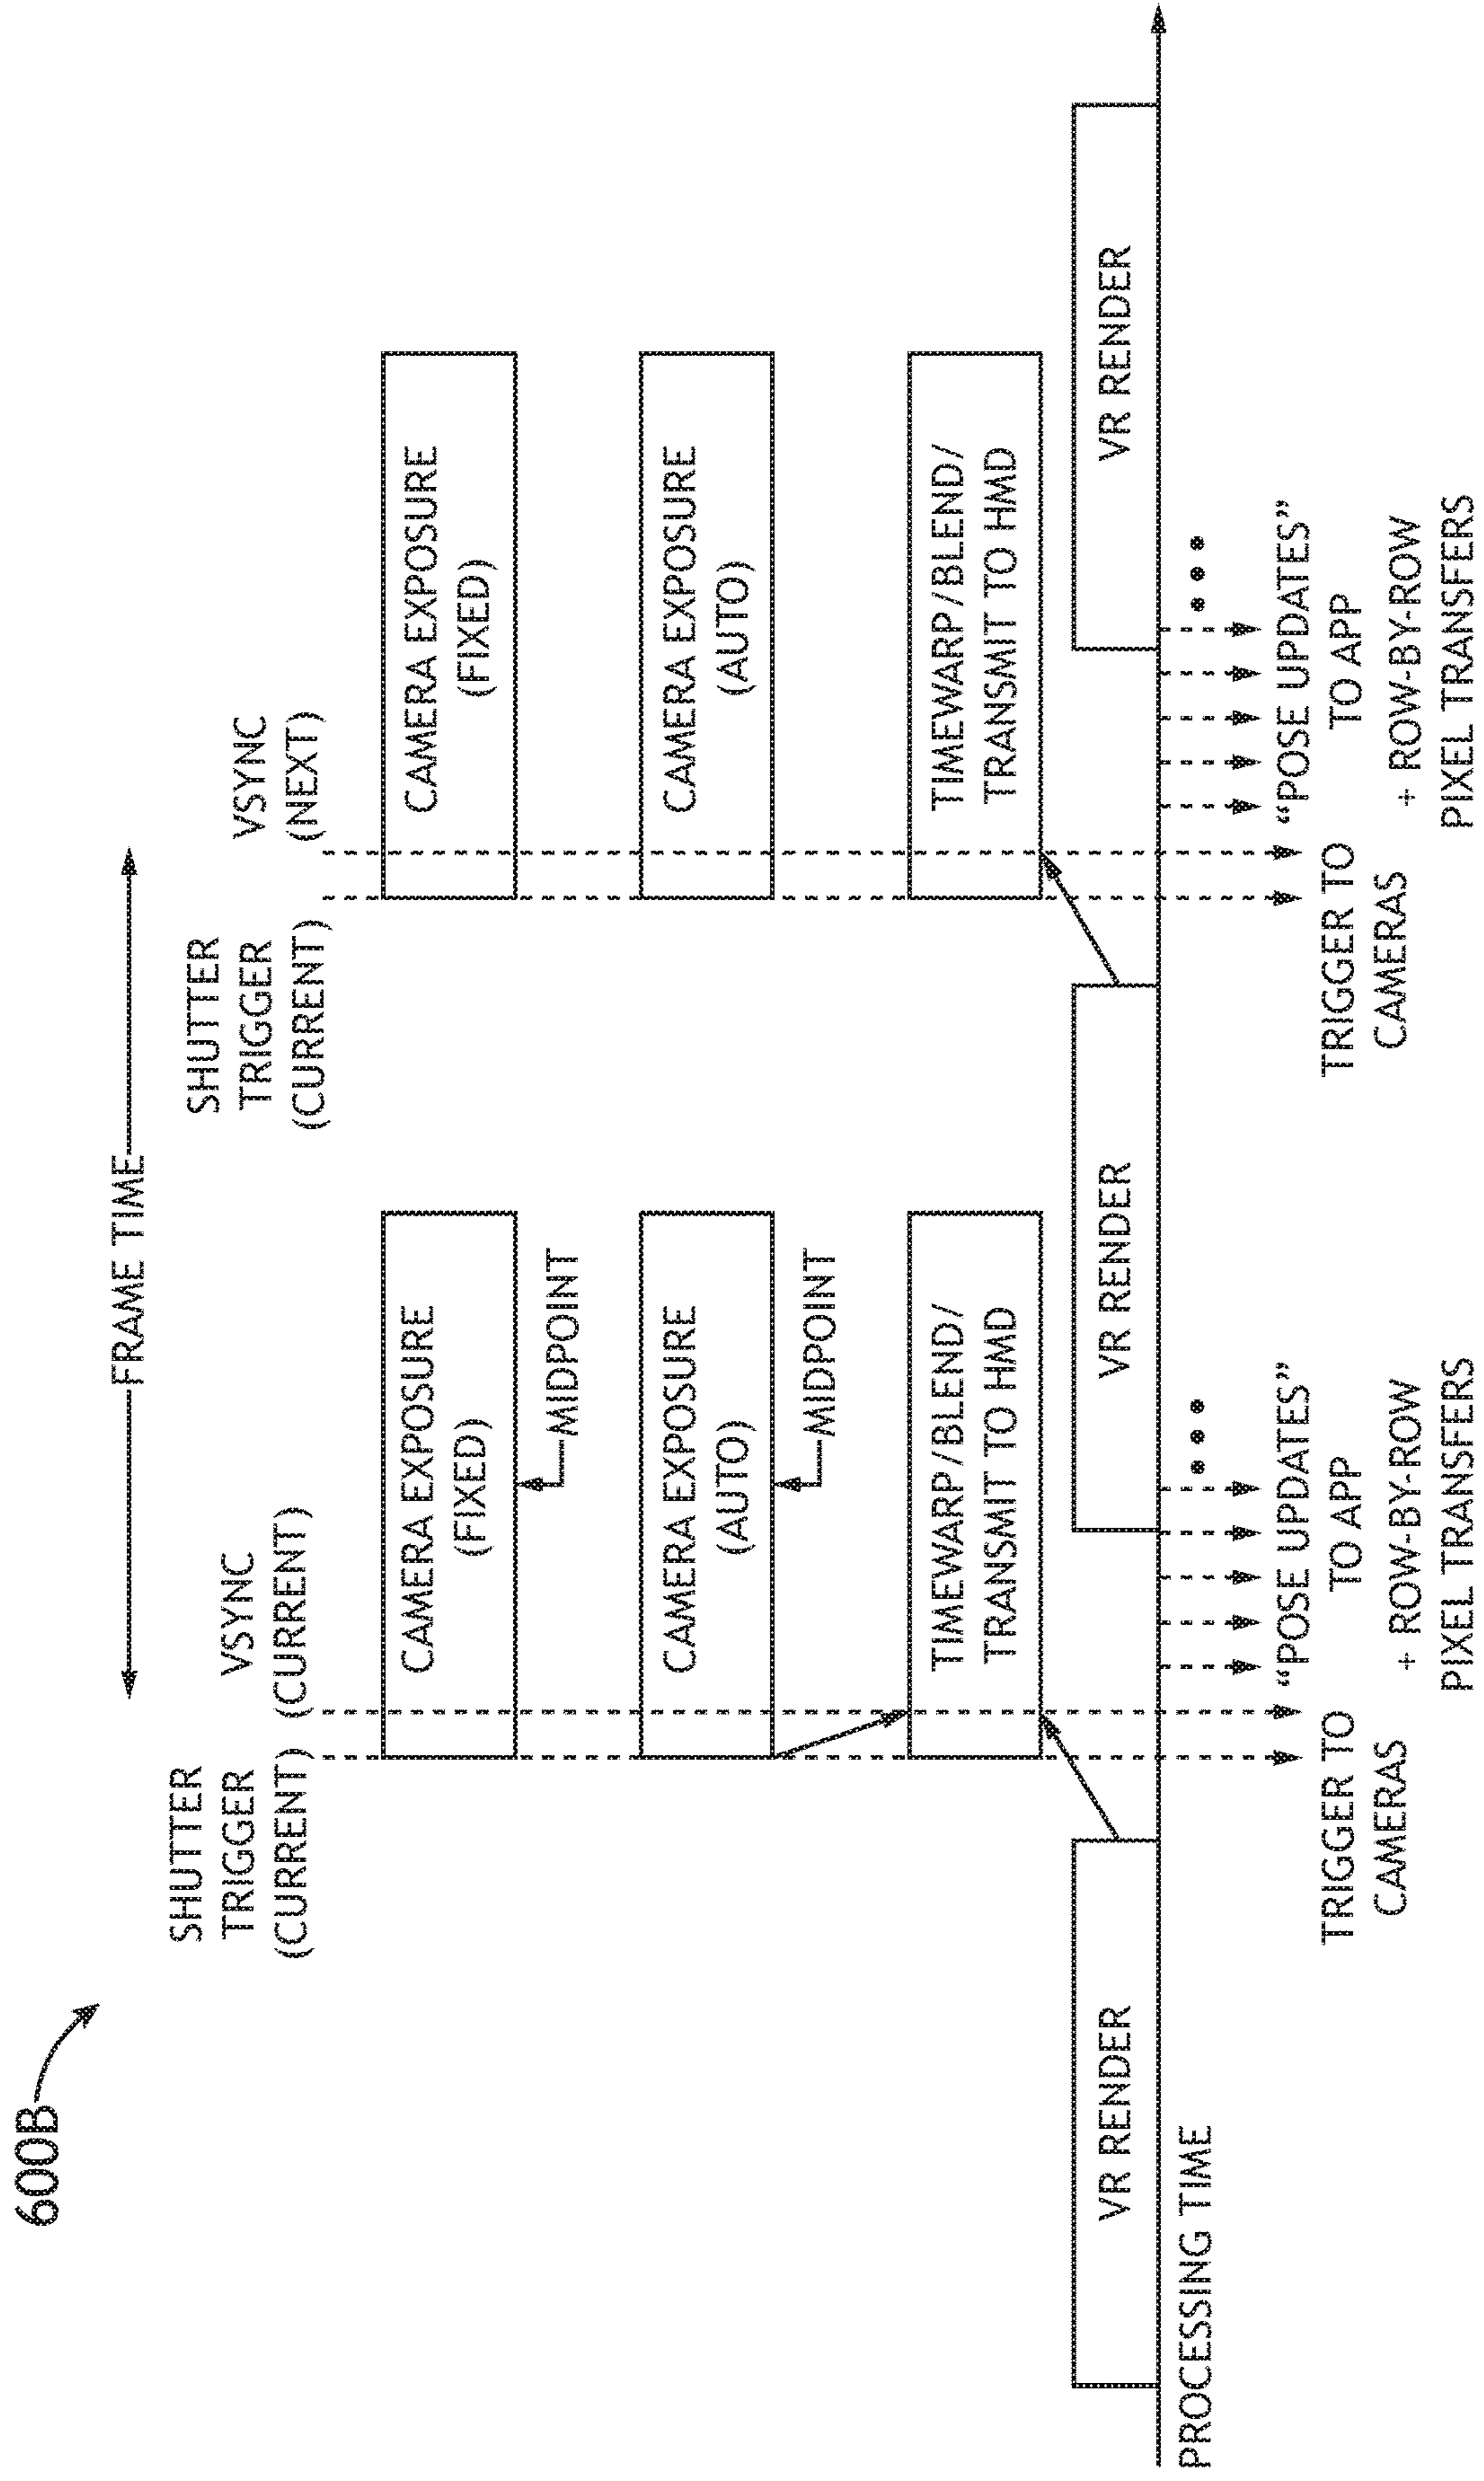 600B
FRAME TIME
SHUTTER
TRIGGER
(CURRENT)
VSYNC
(CURRENT)
SHUTTER
TRIGGER
(CURRENT)
VSYNC
(NEXT)
CAMERA EXPOSURE
(FIXED)
MIDPOINT
CAMERA EXPOSURE
(FIXED)
CAMERA EXPOSURE
(AUTO)
MIDPOINT
CAMERA EXPOSURE
(AUTO)
TIMEWARP/BLEND/
TRANSMIT TO HMD
TIMEWARP/BLEND/
TRANSMIT TO HMD
VR RENDER
VR RENDER
VR RENDER
PROCESSING TIME
TRIGGER TO
CAMERAS
“POSE UPDATES”
TO APP
+ ROW-BY-ROW
PIXEL TRANSFERS
TRIGGER TO
CAMERAS
“POSE UPDATES”
TO APP
+ ROW-BY-ROW
PIXEL TRANSFERS